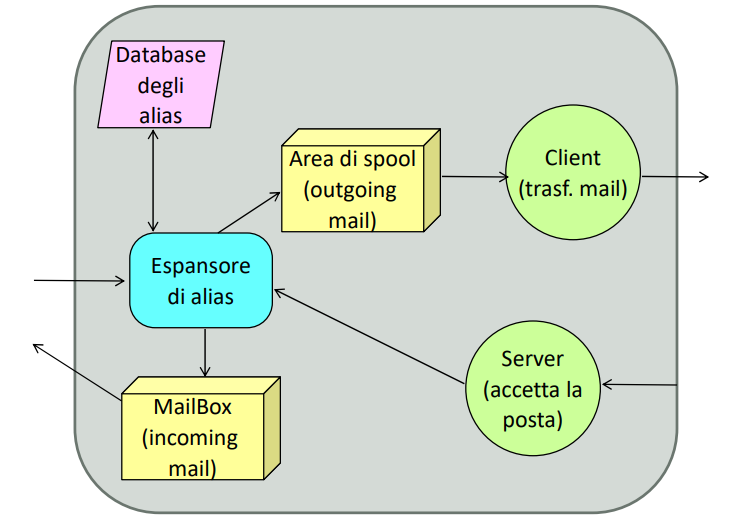 Database
degli
alias
Area di spool
(outgoing
mail)
Client
(trasf. mail)
Espansore
di alias
Server
(accetta la
posta)
MailBox
(incoming
mail)